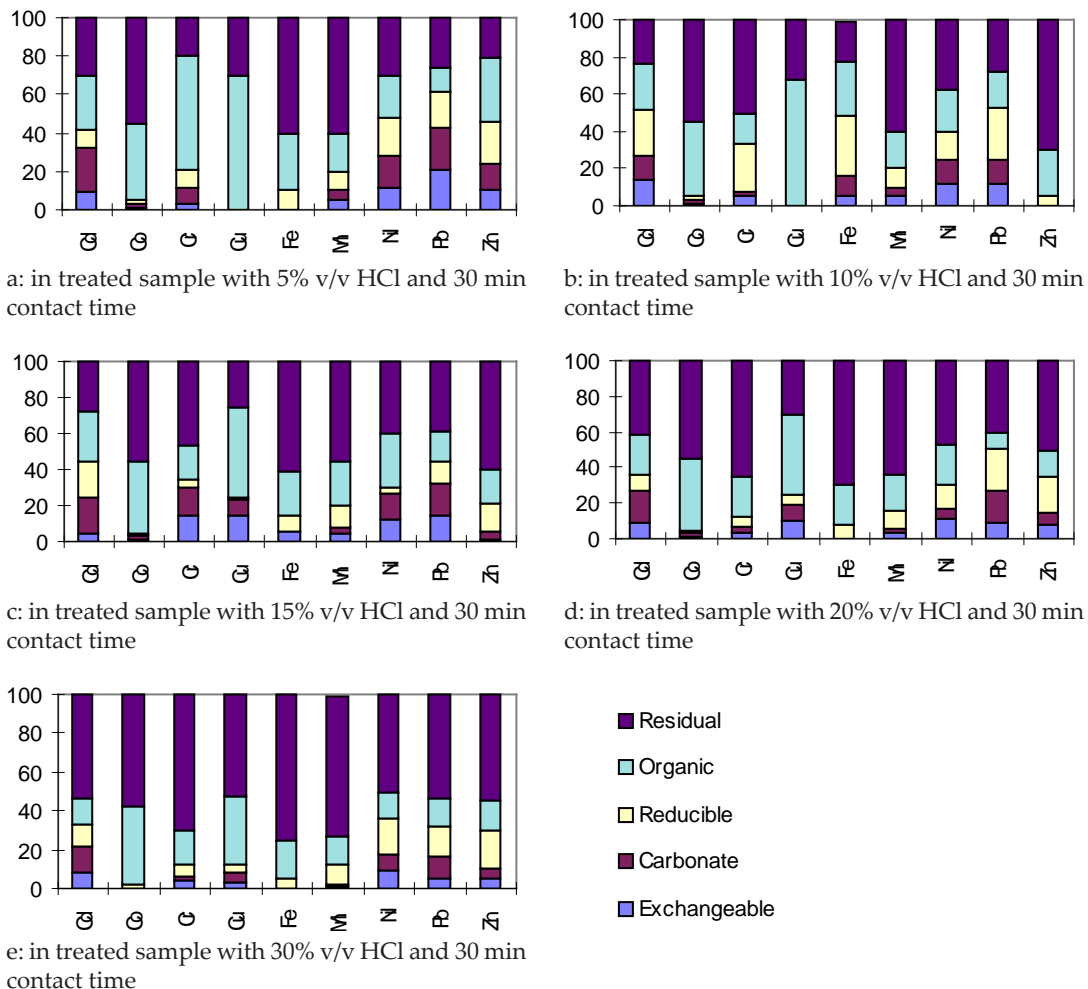 100
80
60
40
20
0
Cd
Co
Cr
Cu
Fe
Mn
Ni
Pb
Zn
a: in treated sample with 5% v/v HCl and 30 min
contact time
100
80
60
40
20
0
Cd
Co
Cr
Cu
Fe
Mn
Ni
Pb
Zn
b: in treated sample with 10% v/v HCl and 30 min
contact time
100
80
60
40
20
0
Cd
Co
Cr
Cu
Fe
Mn
Ni
Pb
Zn
c: in treated sample with 15% v/v HCl and 30 min
contact time
100
80
60
40
20
0
Cd
Co
Cr
Cu
Fe
Mn
Ni
Pb
Zn
d: in treated sample with 20% v/v HCl and 30 min
contact time
100
80
60
40
20
0
Cd
Co
Cr
Cu
Fe
Mn
Ni
Pb
Zn
e: in treated sample with 30% v/v HCl and 30 min
contact time
Residual
Organic
Reducible
Carbonate
Exchangeable